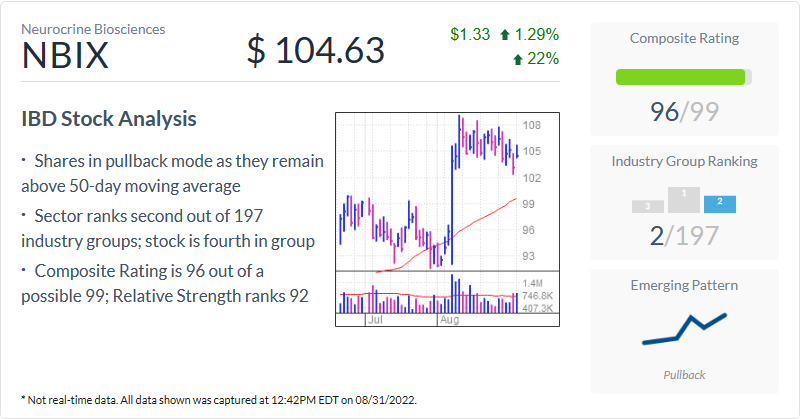 Neurocrine Biosciences
NBIX
$ 104.63
$1.33 1.29%
22%
IBD Stock Analysis
· Shares in pullback mode as they remain
above 50-day moving average
· Sector ranks second out of 197
industry groups; stock is fourth in group
· Composite Rating is 96 out of a
possible 99; Relative Strength ranks 92
108
105
102
99
96
93
1.4M
746.8K
407.3K
Jul Aug
Composite Rating
96/99
Industry Group Ranking
3 1 2
2/197
Emerging Pattern
Pullback
* Not real-time data. All data shown was captured at 12:42PM EDT on 08/31/2022.